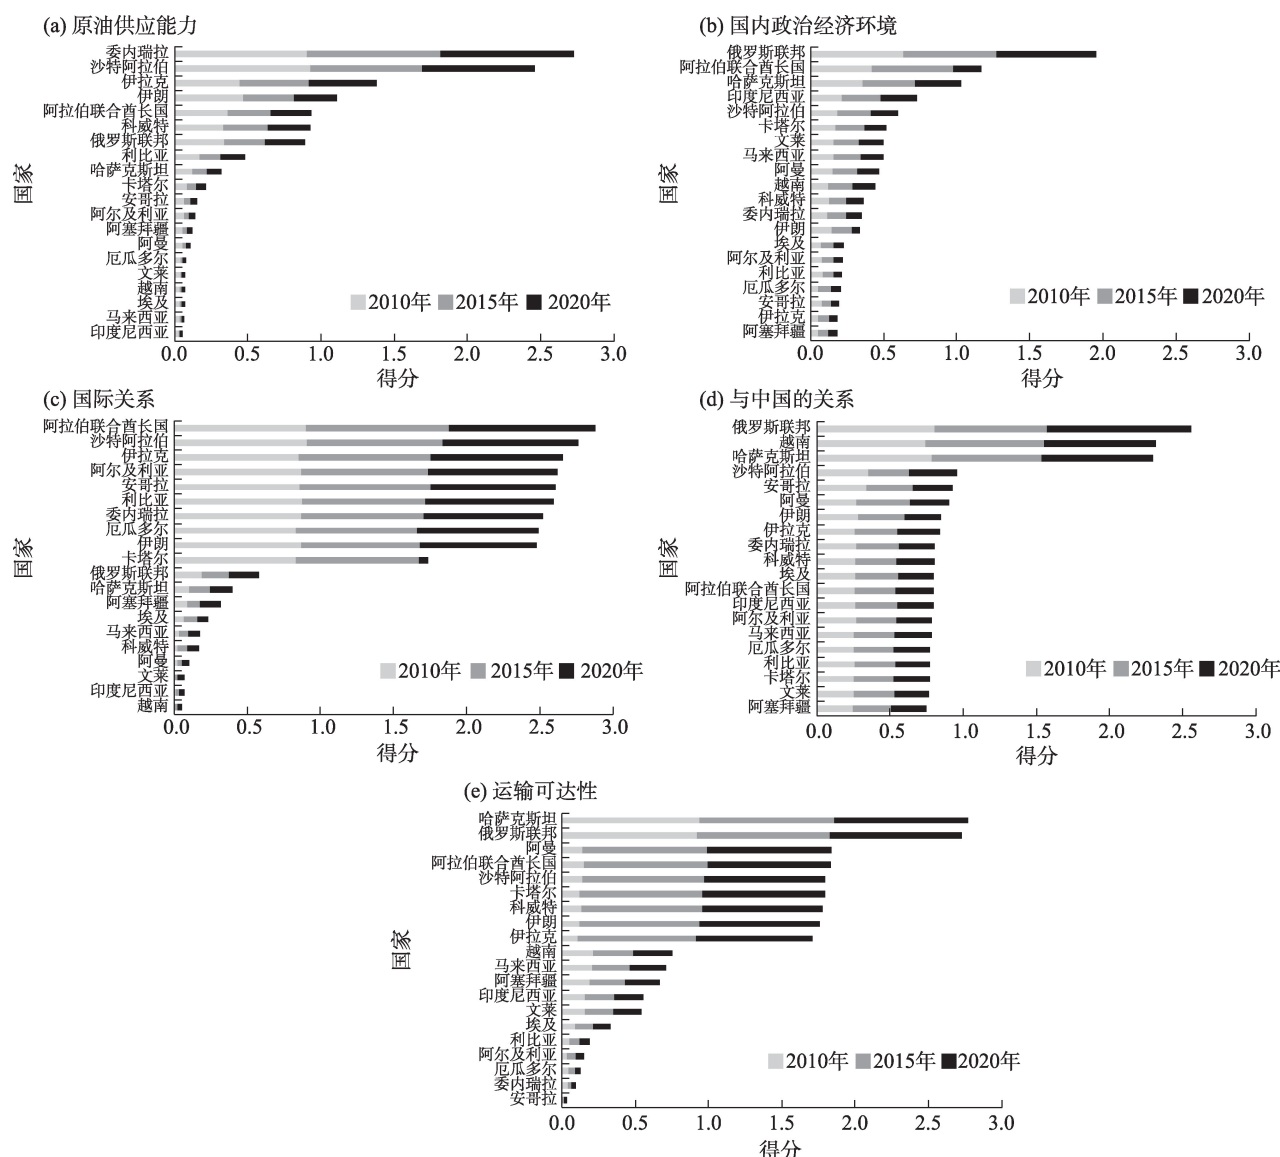 (a) 原油供应能力
国家
委内瑞拉
沙特阿拉伯
伊拉克
伊朗
阿拉伯联合酋长国
科威特
俄罗斯联邦
利比亚
哈萨克斯坦
卡塔尔
安哥拉
阿尔及利亚
阿塞拜疆
阿曼
厄瓜多尔
文莱
越南
埃及
马来西亚
印度尼西亚
2010年 2015年 2020年
0.0 0.5 1.0 1.5 2.0 2.5 3.0
得分
(b) 国内政治经济环境
国家
俄罗斯联邦
阿拉伯联合酋长国
哈萨克斯坦
印度尼西亚
沙特阿拉伯
卡塔尔
文莱
马来西亚
阿曼
越南
科威特
委内瑞拉
伊朗
埃及
阿尔及利亚
利比亚
厄瓜多尔
安哥拉
伊拉克
阿塞拜疆
2010年 2015年 2020年
0.0 0.5 1.0 1.5 2.0 2.5 3.0
得分
(c) 国际关系
国家
阿拉伯联合酋长国
沙特阿拉伯
伊拉克
阿尔及利亚
安哥拉
利比亚
委内瑞拉
厄瓜多尔
伊朗
卡塔尔
俄罗斯联邦
哈萨克斯坦
阿塞拜疆
埃及
马来西亚
科威特
阿曼
文莱
印度尼西亚
越南
2010年 2015年 2020年
0.0 0.5 1.0 1.5 2.0 2.5 3.0
得分
(d) 与中国的关系
国家
俄罗斯联邦
越南
哈萨克斯坦
沙特阿拉伯
安哥拉
阿曼
伊朗
伊拉克
委内瑞拉
科威特
埃及
阿拉伯联合酋长国
印度尼西亚
阿尔及利亚
马来西亚
厄瓜多尔
利比亚
卡塔尔
文莱
阿塞拜疆
2010年 2015年 2020年
0.0 0.5 1.0 1.5 2.0 2.5 3.0
得分
(e) 运输可达性
国家
哈萨克斯坦
俄罗斯联邦
阿曼
阿拉伯联合酋长国
沙特阿拉伯
卡塔尔
科威特
伊朗
伊拉克
越南
马来西亚
阿塞拜疆
印度尼西亚
文莱
埃及
利比亚
阿尔及利亚
厄瓜多尔
委内瑞拉
安哥拉
2010年 2015年 2020年
0.0 0.5 1.0 1.5 2.0 2.5 3.0
得分